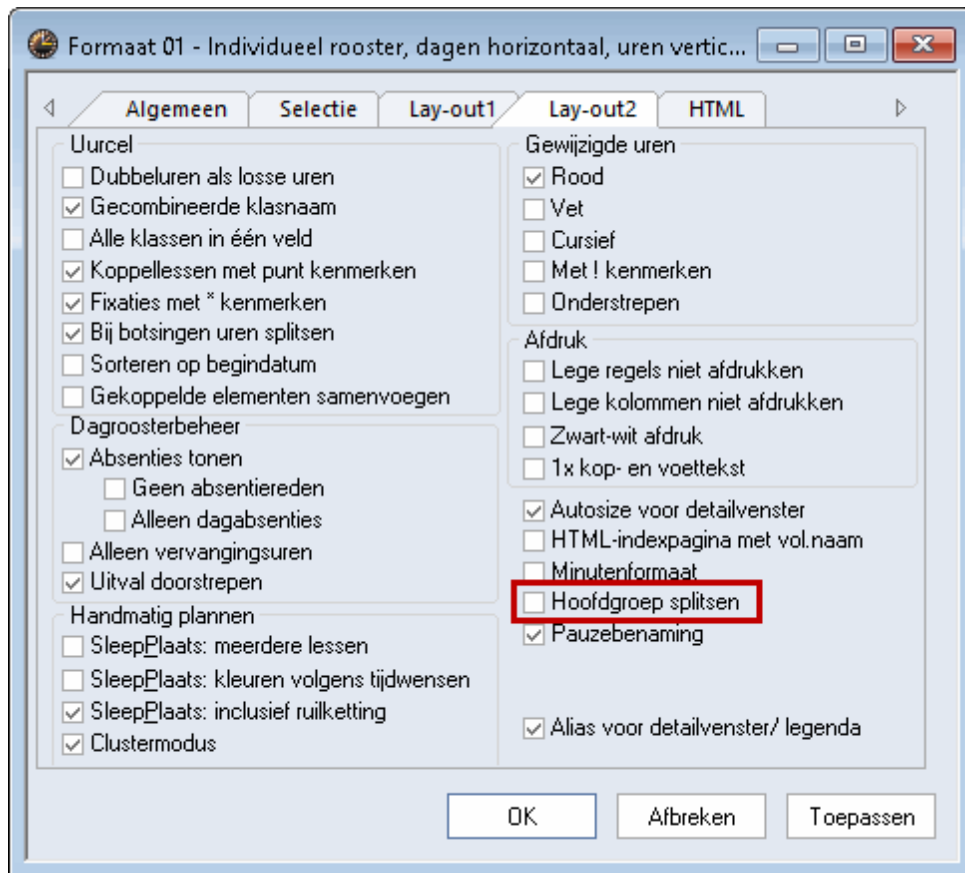 Formaat 01 - Individueel rooster, dagen horizontaal, uren vertic...
Algemeen
Selectie
Lay-out1
Lay-out2
HTML
Uurcel
Dubbeluren als losse uren
Gecombineerde klasnaam
Alle klassen in één veld
Koppellessen met punt kenmerken
Fixaties met * kenmerken
Bij botsingen uren splitsen
Sorteren op begindatum
Gekoppelde elementen samenvoegen
Dagroosterbeheer
Absenties tonen
Geen absentiereden
Alleen dagabsenties
Alleen vervangingsuren
Uitval doorstrepen
Handmatig plannen
SleepPlaats: meerdere lessen
SleepPlaats: kleuren volgens tijdwensen
SleepPlaats: inclusief ruilketting
Clustermodus
Gewijzigde uren
Rood
Vet
Cursief
Met ! kenmerken
Onderstrepen
Afdruk
Lege regels niet afdrukken
Lege kolommen niet afdrukken
Zwart-wit afdruk
1x kop- en voettekst
Autosize voor detailvenster
HTML-indexpagina met vol.naam
Minutenformaat
Hoofdgroep splitsen
Pauzebenaming
Alias voor detailvenster/ legenda
OK
Afbreken
Toepassen